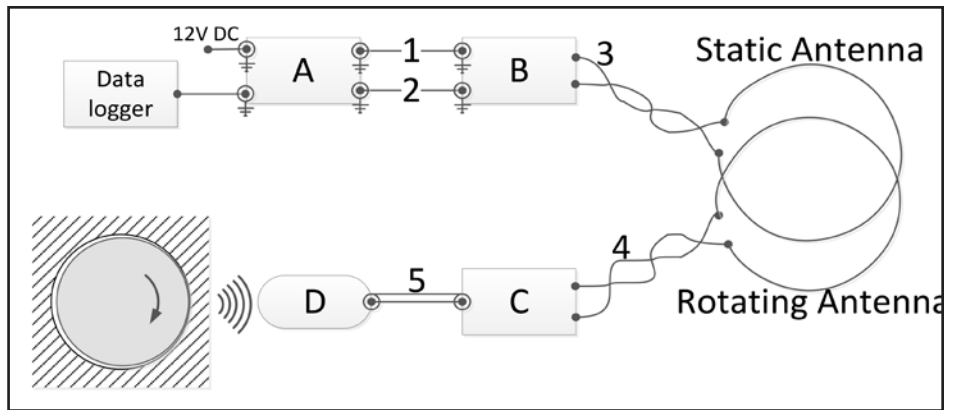 12V DC
Data
logger
A
1
2
B
3
Static Antenna
D
5
C
4
Rotating Antenna